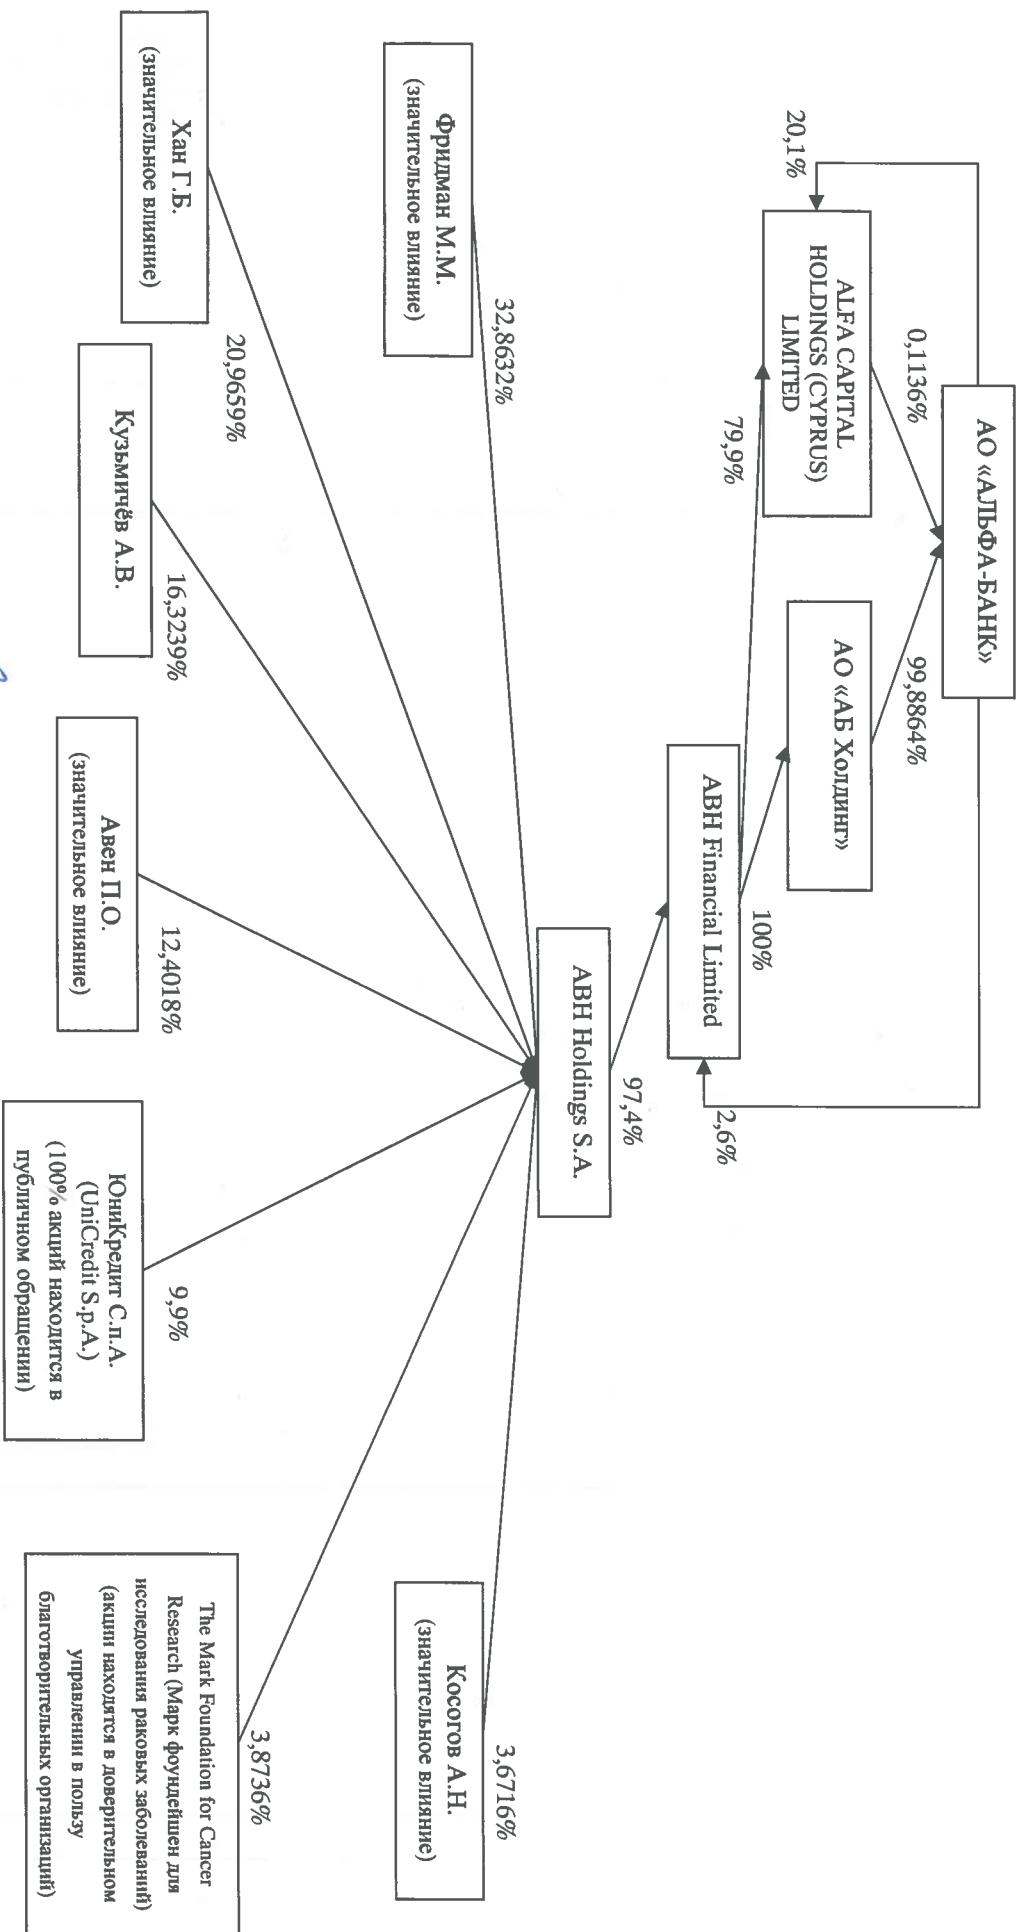 АО «АЛЬФА-БАНК»
20,1%
0,1136%
99,8864%
ALFA CAPITAL
HOLDINGS (CYPRUS)
LIMITED
АО «АБ Холдинг»
79,9%
100%
2,6%
ABH Financial Limited
97,4%
ABH Holdings S.A.
32,8632%
3,6716%
Фридман М.М.
(значительное влияние)
Косогов А.Н.
(значительное влияние)
20,9659%
16,3239%
12,4018%
9,9%
3,8736%
Хан Г.Б.
(значительное влияние)
Кузьмичёв А.В.
Авен П.О.
(значительное влияние)
ЮниКредит С.п.А.
(UniCredit S.p.A.)
(100% акций находится в
публичном обращении)
The Mark Foundation for Cancer
Research (Марк фоундейшен для
исследования раковых заболеваний)
(акции находятся в доверительном
управлении в пользу
благотворительных организаций)